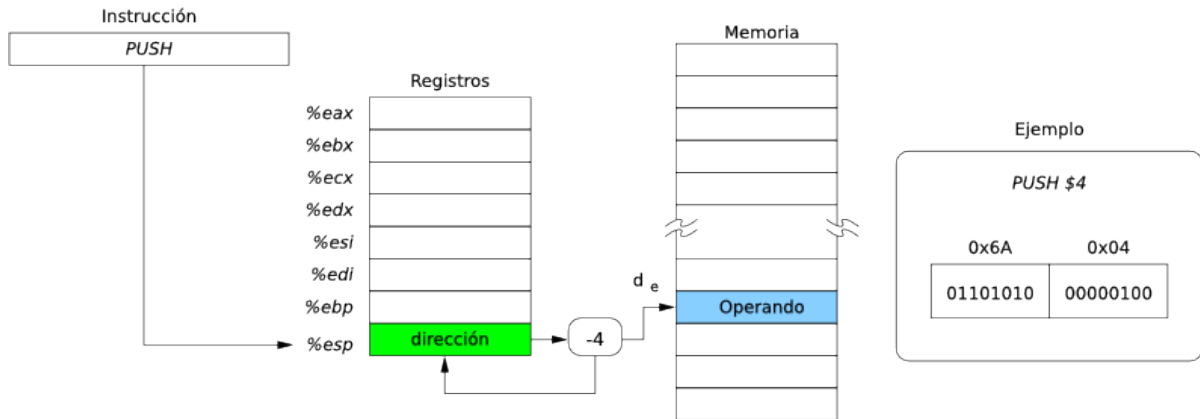 Instrucción
PUSH
Registros
%eax
%ebx
%ecx
%edx
%esi
%edi
%ebp
%esp
dirección
-4
d e
Memoria
Operando
Ejemplo
PUSH $4
0x6A 0x04
01101010 00000100